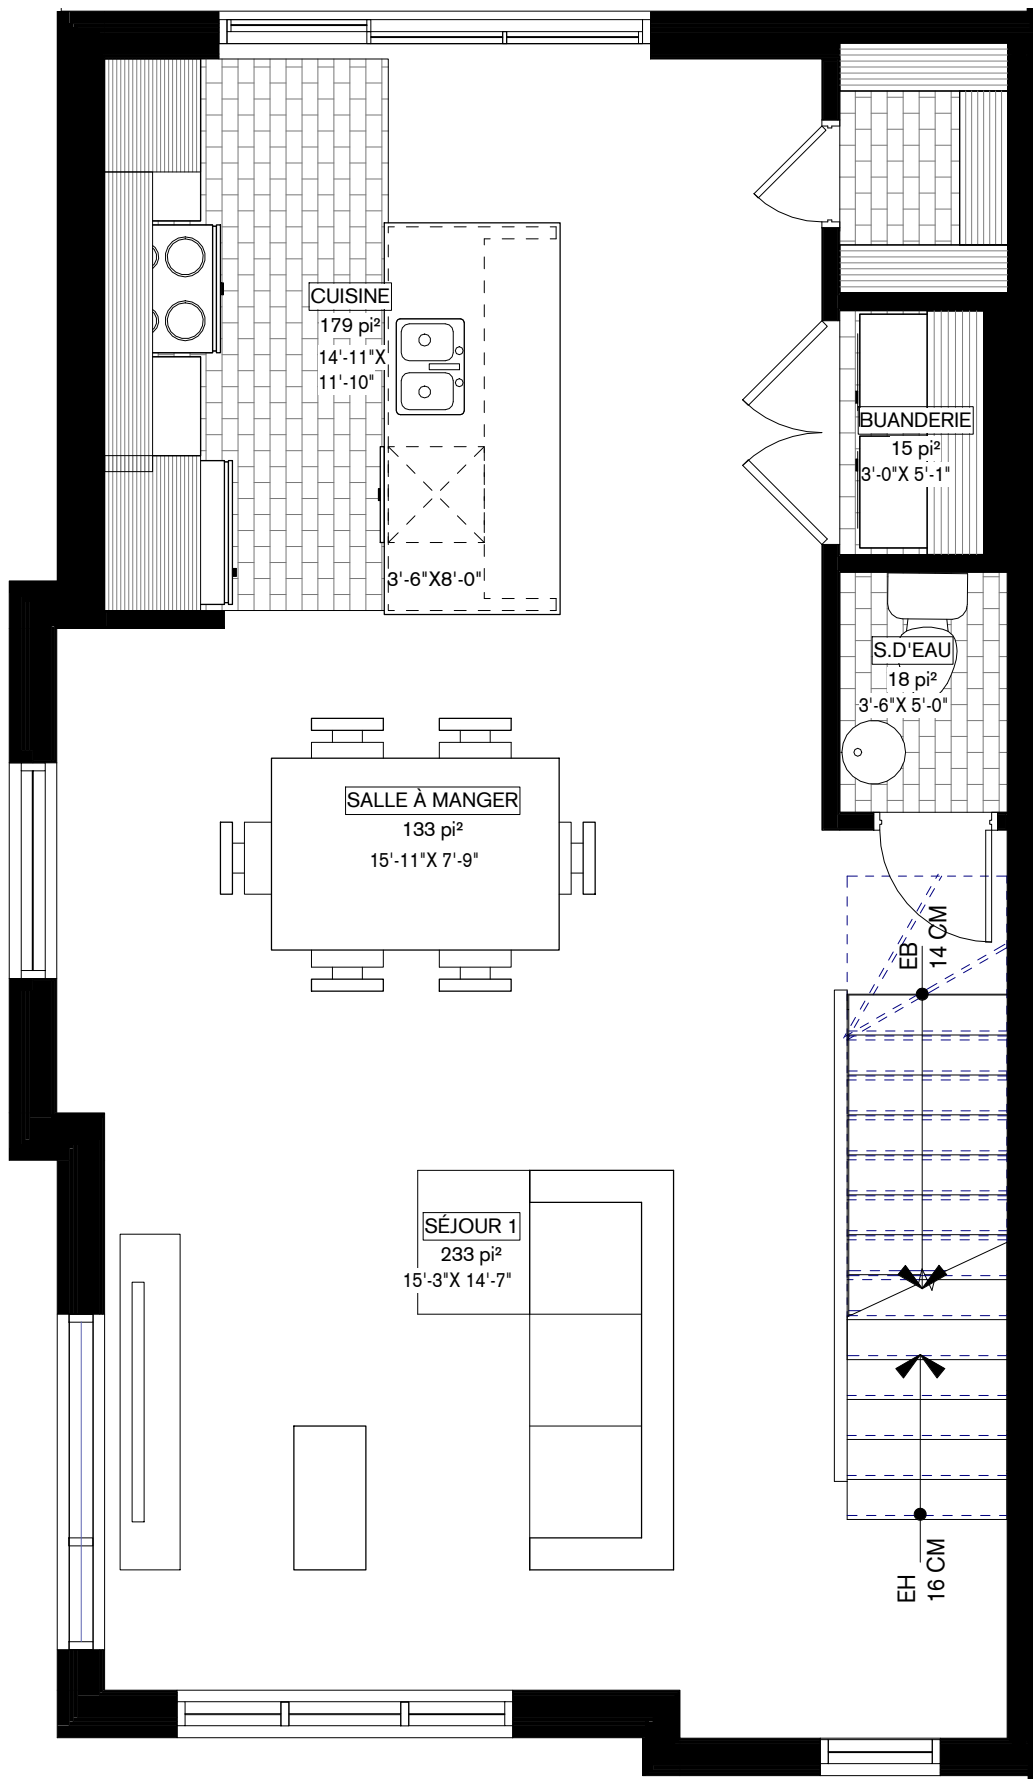 CUISINE
179 pi²
14'-11"X
11'-10"
3'-6"X8'-0"
BUANDERIE
15 pi²
3'-0"X 5'-1"
S.D'EAU
18 pi²
3'-6"X 5'-0"
SALLE À MANGER
133 pi²
15'-11"X 7'-9"
EB
14 CM
SÉJOUR 1
233 pi²
15'-3"X 14'-7"
EH
16 CM